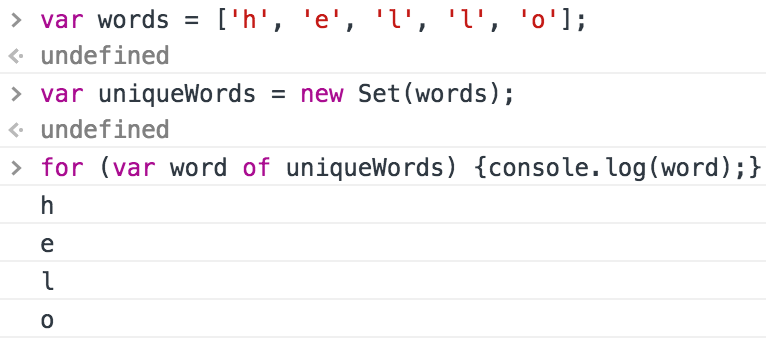 > var words = ['h', 'e', 'l', 'l', 'o'];
< undefined
> var uniqueWords = new Set(words);
< undefined
> for (var word of uniqueWords) {console.log(word);}
h
e
l
o